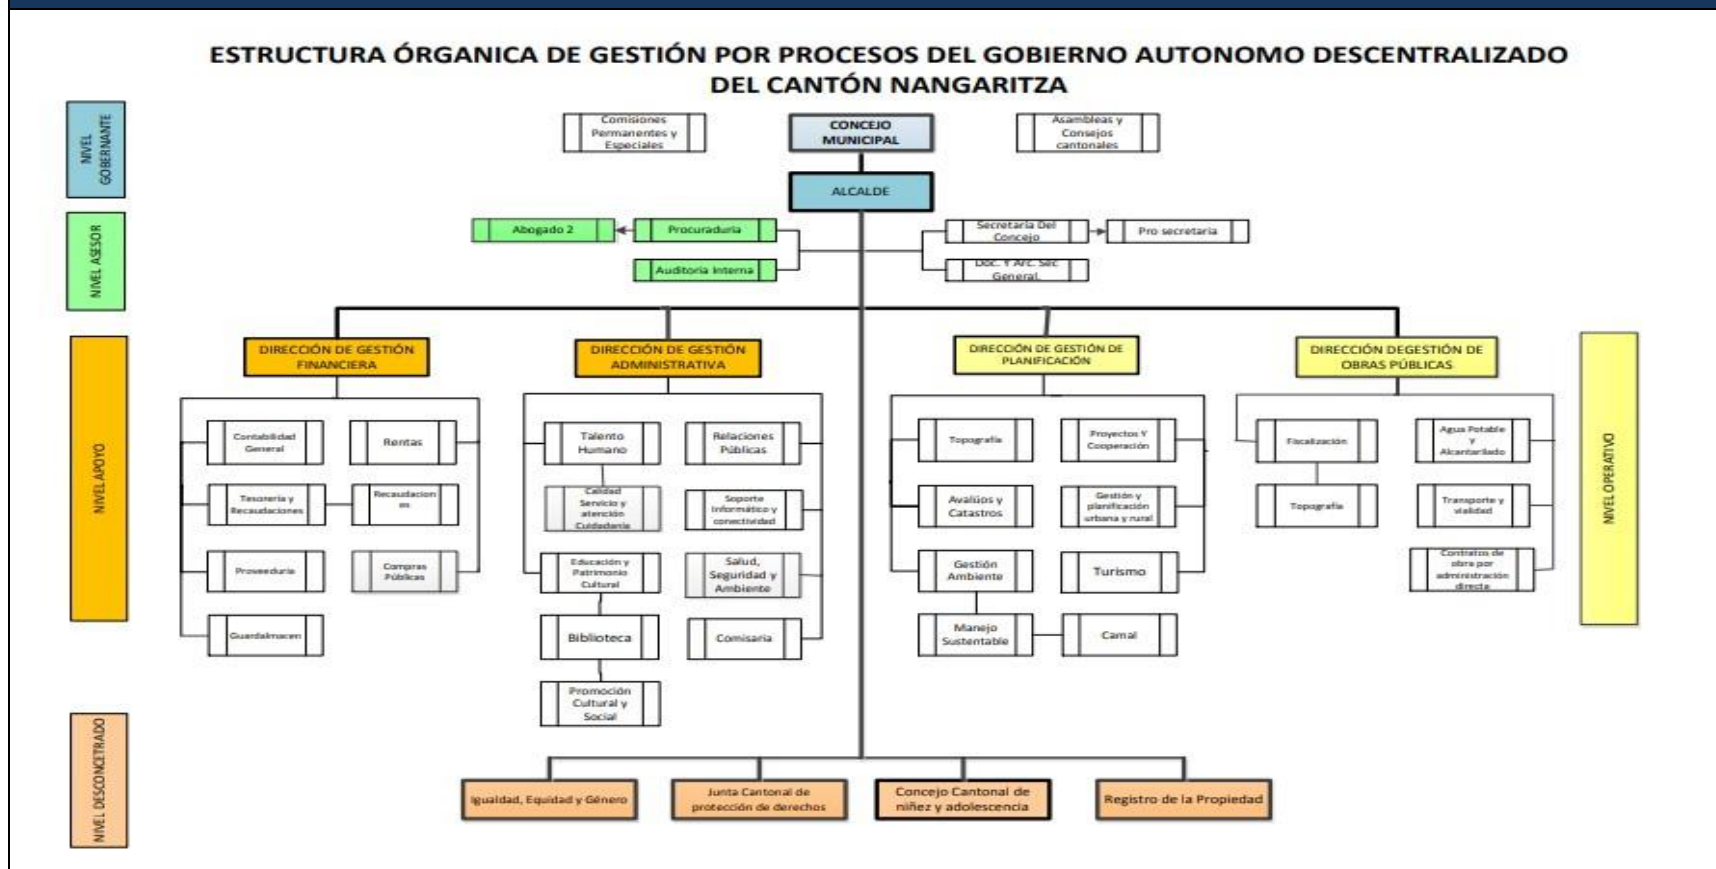 ESTRUCTURA ÓRGANICA DE GESTIÓN POR PROCESOS DEL GOBIERNO AUTONOMO DESCENTRALIZADO
DEL CANTÓN NANGARITZA
NIVEL
GOBERNANTE
Comisiones
Permanentes y
Especiales
CONCEJO
MUNICIPAL
Asambleas y
Consejos
cantonales
ALCALDE
NIVEL ASESOR
Abogado 2
Procuraduría
Secretaría Del
Concejo
Pro secretaria
Auditoría Interna
Doc. Y Arc. Sec
General.
NIVEL APOYO
DIRECCIÓN DE GESTIÓN
FINANCIERA
DIRECCIÓN DE GESTIÓN
ADMINISTRATIVA
DIRECCIÓN DE GESTIÓN DE
PLANIFICACIÓN
DIRECCIÓN DEGESTIÓN DE
OBRAS PÚBLICAS
NIVEL OPERATIVO
Contabilidad
General
Rentas
Tesorería y
Recaudaciones
Recaudacion
es
Proveeduría
Compras
Públicas
Guardalmacen
Talento
Humano
Relaciones
Públicas
Calidad
Servicio y
atención
Cuidadanía
Soporte
Informático y
conectividad
Educación y
Patrimonio
Cultural
Salud,
Seguridad y
Ambiente
Biblioteca
Comisaria
Promoción
Cultural y
Social
Topografía
Proyectos Y
Cooperación
Avalúos y
Catastros
Gestión y
planificación
urbana y rural
Gestión
Ambiente
Turismo
Manejo
Sustentable
Camal
Fiscalización
Agua Potable
y
Alcantarilado
Topografía
Transporte y
vialidad
Contratos de
obra por
administración
directa
NIVEL DESCONCETRADO
Igualdad, Equidad y Género
Junta Cantonal de
protección de derechos
Concejo Cantonal de
niñez y adolescencia
Registro de la Propiedad